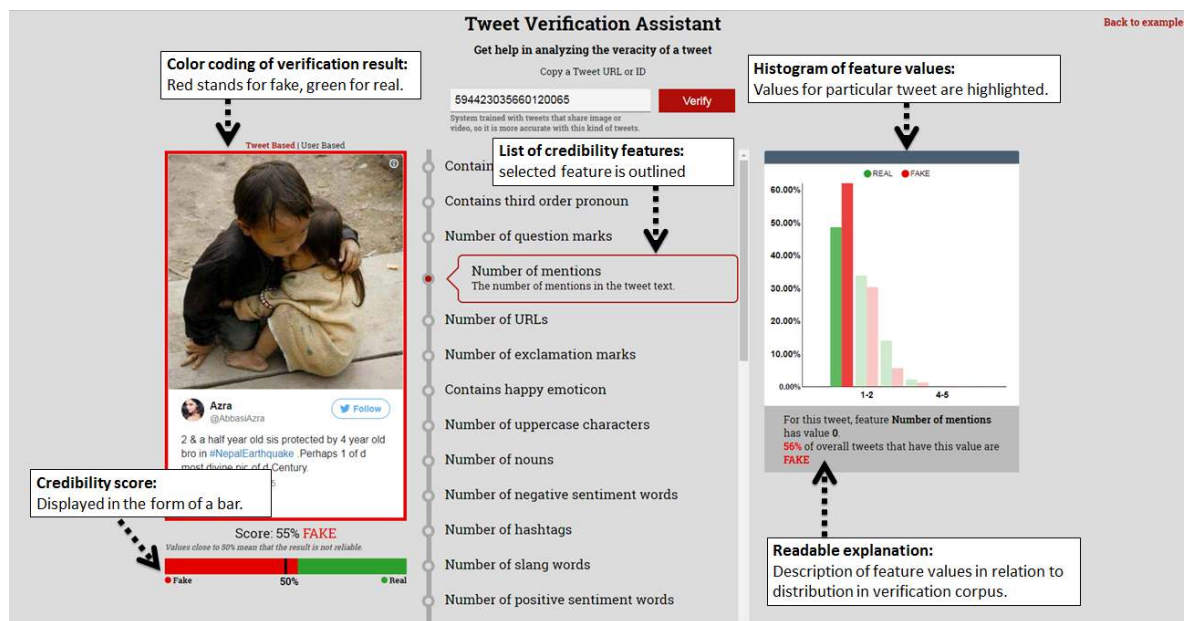 Tweet Verification Assistant
Back to example
Get help in analyzing the veracity of a tweet
Copy a Tweet URL or ID
594423035660120065
Verify
System trained with tweets that share image or
video, so it is more accurate with this kind of tweets.
Color coding of verification result:
Red stands for fake, green for real.
Histogram of feature values:
Values for particular tweet are highlighted.
List of credibility features:
selected feature is outlined
Tweet Based | User Based
Azra
@AbbasiAzra
Follow
2 & a half year old sis protected by 4 year old
bro in #NepalEarthquake .Perhaps 1 of d
most divine pic of d Century.
5
Credibility score:
Displayed in the form of a bar.
Score: 55% FAKE
Values close to 50% mean that the result is not reliable.
Fake
50%
Real
Contain
Contains third order pronoun
Number of question marks
Number of mentions
The number of mentions in the tweet text.
Number of URLs
Number of exclamation marks
Contains happy emoticon
Number of uppercase characters
Number of nouns
Number of negative sentiment words
Number of hashtags
Number of slang words
Number of positive sentiment words
REAL FAKE
60.00%
50.00%
40.00%
30.00%
20.00%
10.00%
0.00%
1-2 4-5
For this tweet, feature Number of mentions
has value 0.
56% of overall tweets that have this value are
FAKE
Readable explanation:
Description of feature values in relation to
distribution in verification corpus.